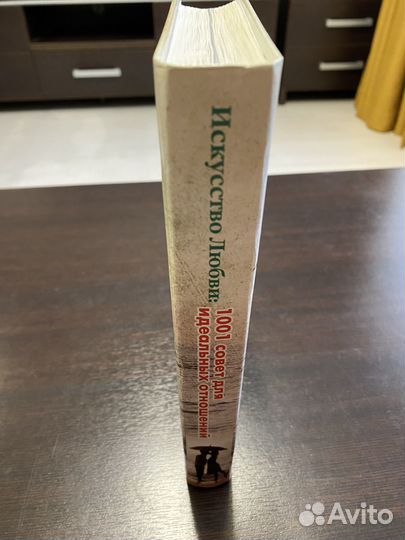 Искусство Любви:
1001 совет для
идеальных отношений
Avito